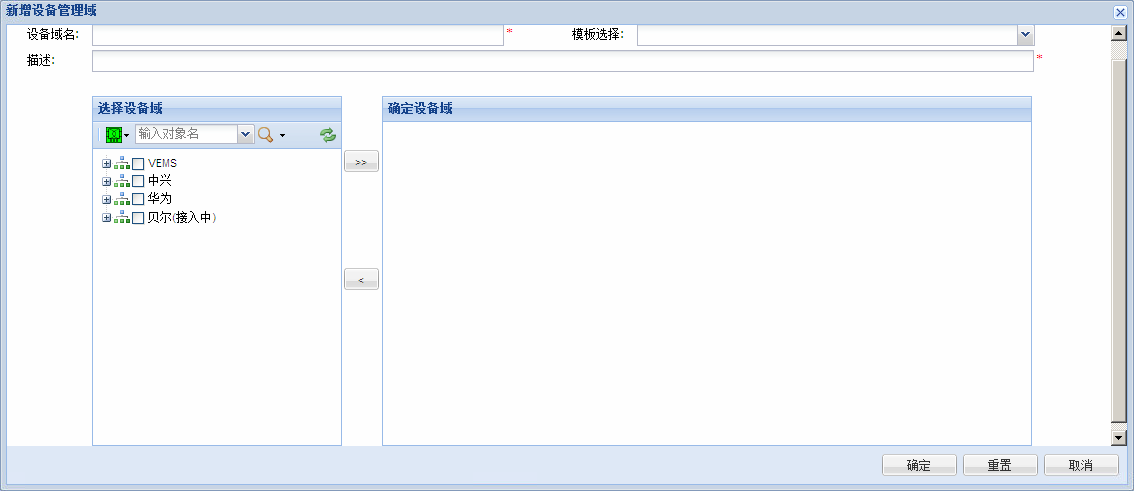 新增设备管理域
设备域名: * 模板选择:
描述: *
选择设备域 确定设备域
输入对象名
VEMS
>>
中兴
华为
贝尔(接入中)
<
确定 重置 取消